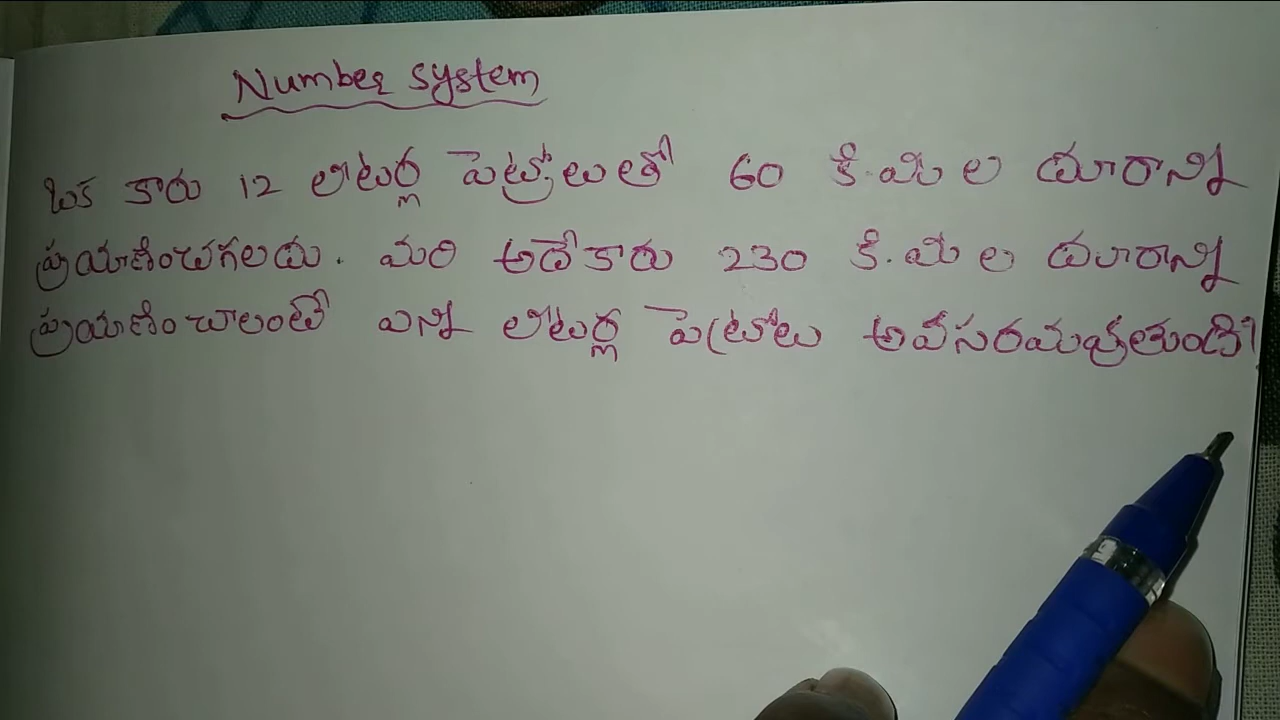 Number system
ఒక కారు 12 లీటర్ల పెట్రోలుతో 60 కి.మీ ల దూరాన్ని
ప్రయాణించగలదు. మరి అదేకారు 230 కి.మీ ల దూరాన్ని
ప్రయాణించాలంటే ఎన్ని లీటర్ల పెట్రోలు అవసరమవుతుంది?